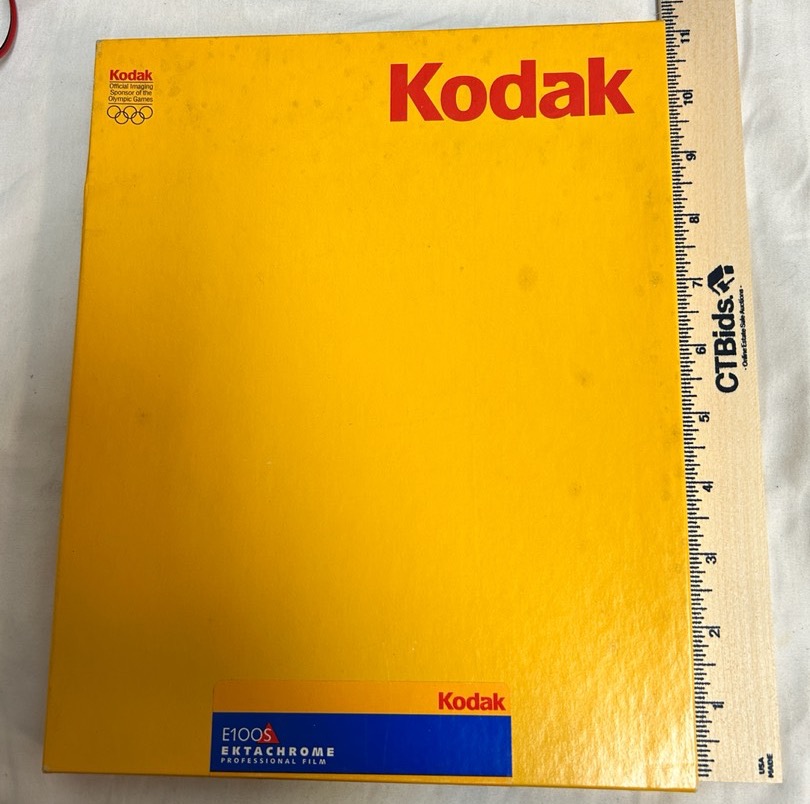 Kodak
Official Imaging
Sponsor of the
Olympic Games
Kodak
11
10
9
8
7
6
5
4
3
2
1
CTBids.
- Online Estate Sale Auctions -
USA
MADE
Kodak
E100S
EKTACHROME
PROFESSIONAL FILM